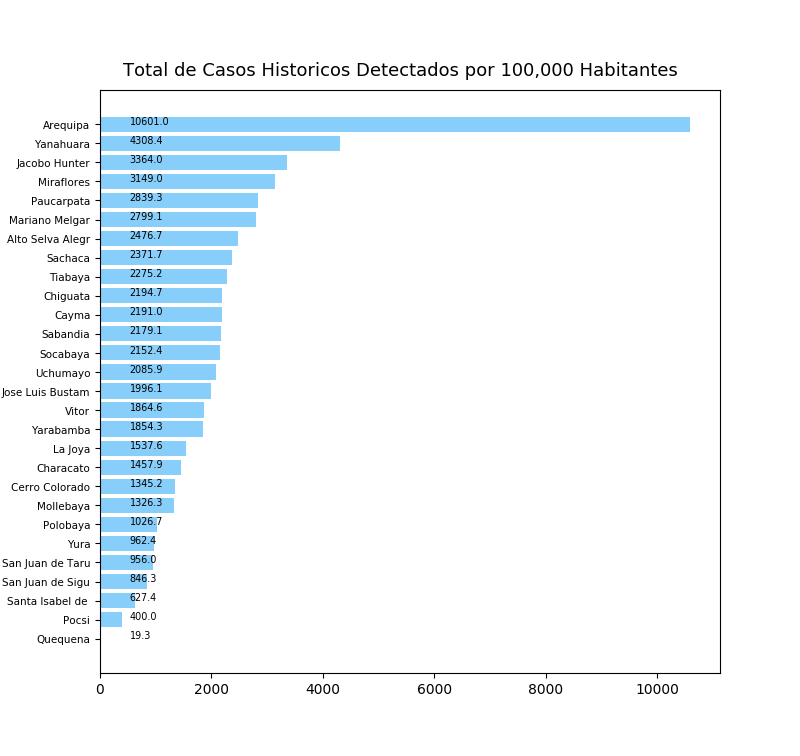 Total de Casos Historicos Detectados por 100,000 Habitantes
Arequipa 10601.0
Yanahuara 4308.4
Jacobo Hunter 3364.0
Miraflores 3149.0
Paucarpata 2839.3
Mariano Melgar 2799.1
Alto Selva Alegr 2476.7
Sachaca 2371.7
Tiabaya 2275.2
Chiguata 2194.7
Cayma 2191.0
Sabandia 2179.1
Socabaya 2152.4
Uchumayo 2085.9
Jose Luis Bustam 1996.1
Vitor 1864.6
Yarabamba 1854.3
La Joya 1537.6
Characato 1457.9
Cerro Colorado 1345.2
Mollebaya 1326.3
Polobaya 1026.7
Yura 962.4
San Juan de Taru 956.0
San Juan de Sigu 846.3
Santa Isabel de 627.4
Pocsi 400.0
Quequena 19.3
0 2000 4000 6000 8000 10000